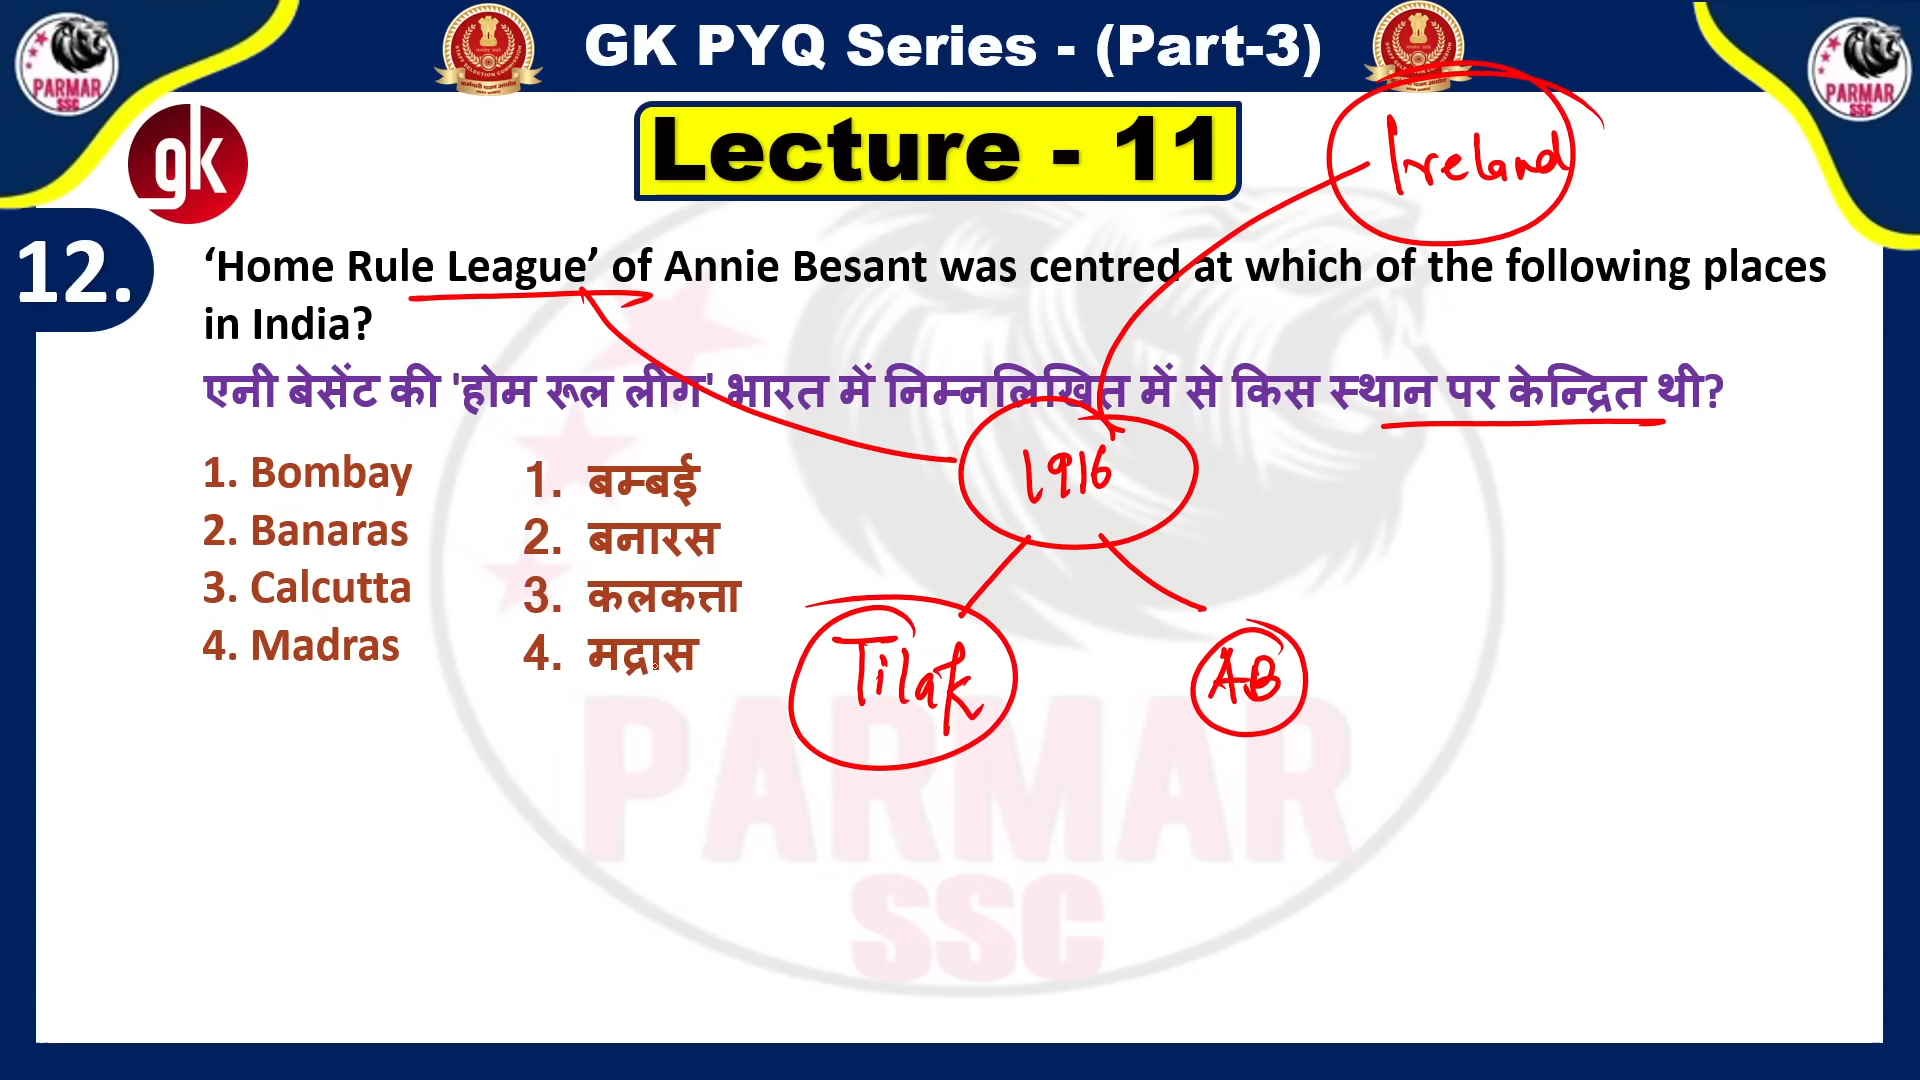 GK PYQ Series - (Part-3)
PARMAR
SSC
PARMAR
SSC
gk
Lecture - 11
Ireland
12.
‘Home Rule League’ of Annie Besant was centred at which of the following places
in India?
एनी बेसेंट की 'होम रूल लीग' भारत में निम्नलिखित में से किस स्थान पर केन्द्रित थी?
1. Bombay
2. Banaras
3. Calcutta
4. Madras
1. बम्बई
2. बनारस
3. कलकत्ता
4. मद्रास
1916
Tilak
AB
PARMAR
SSC